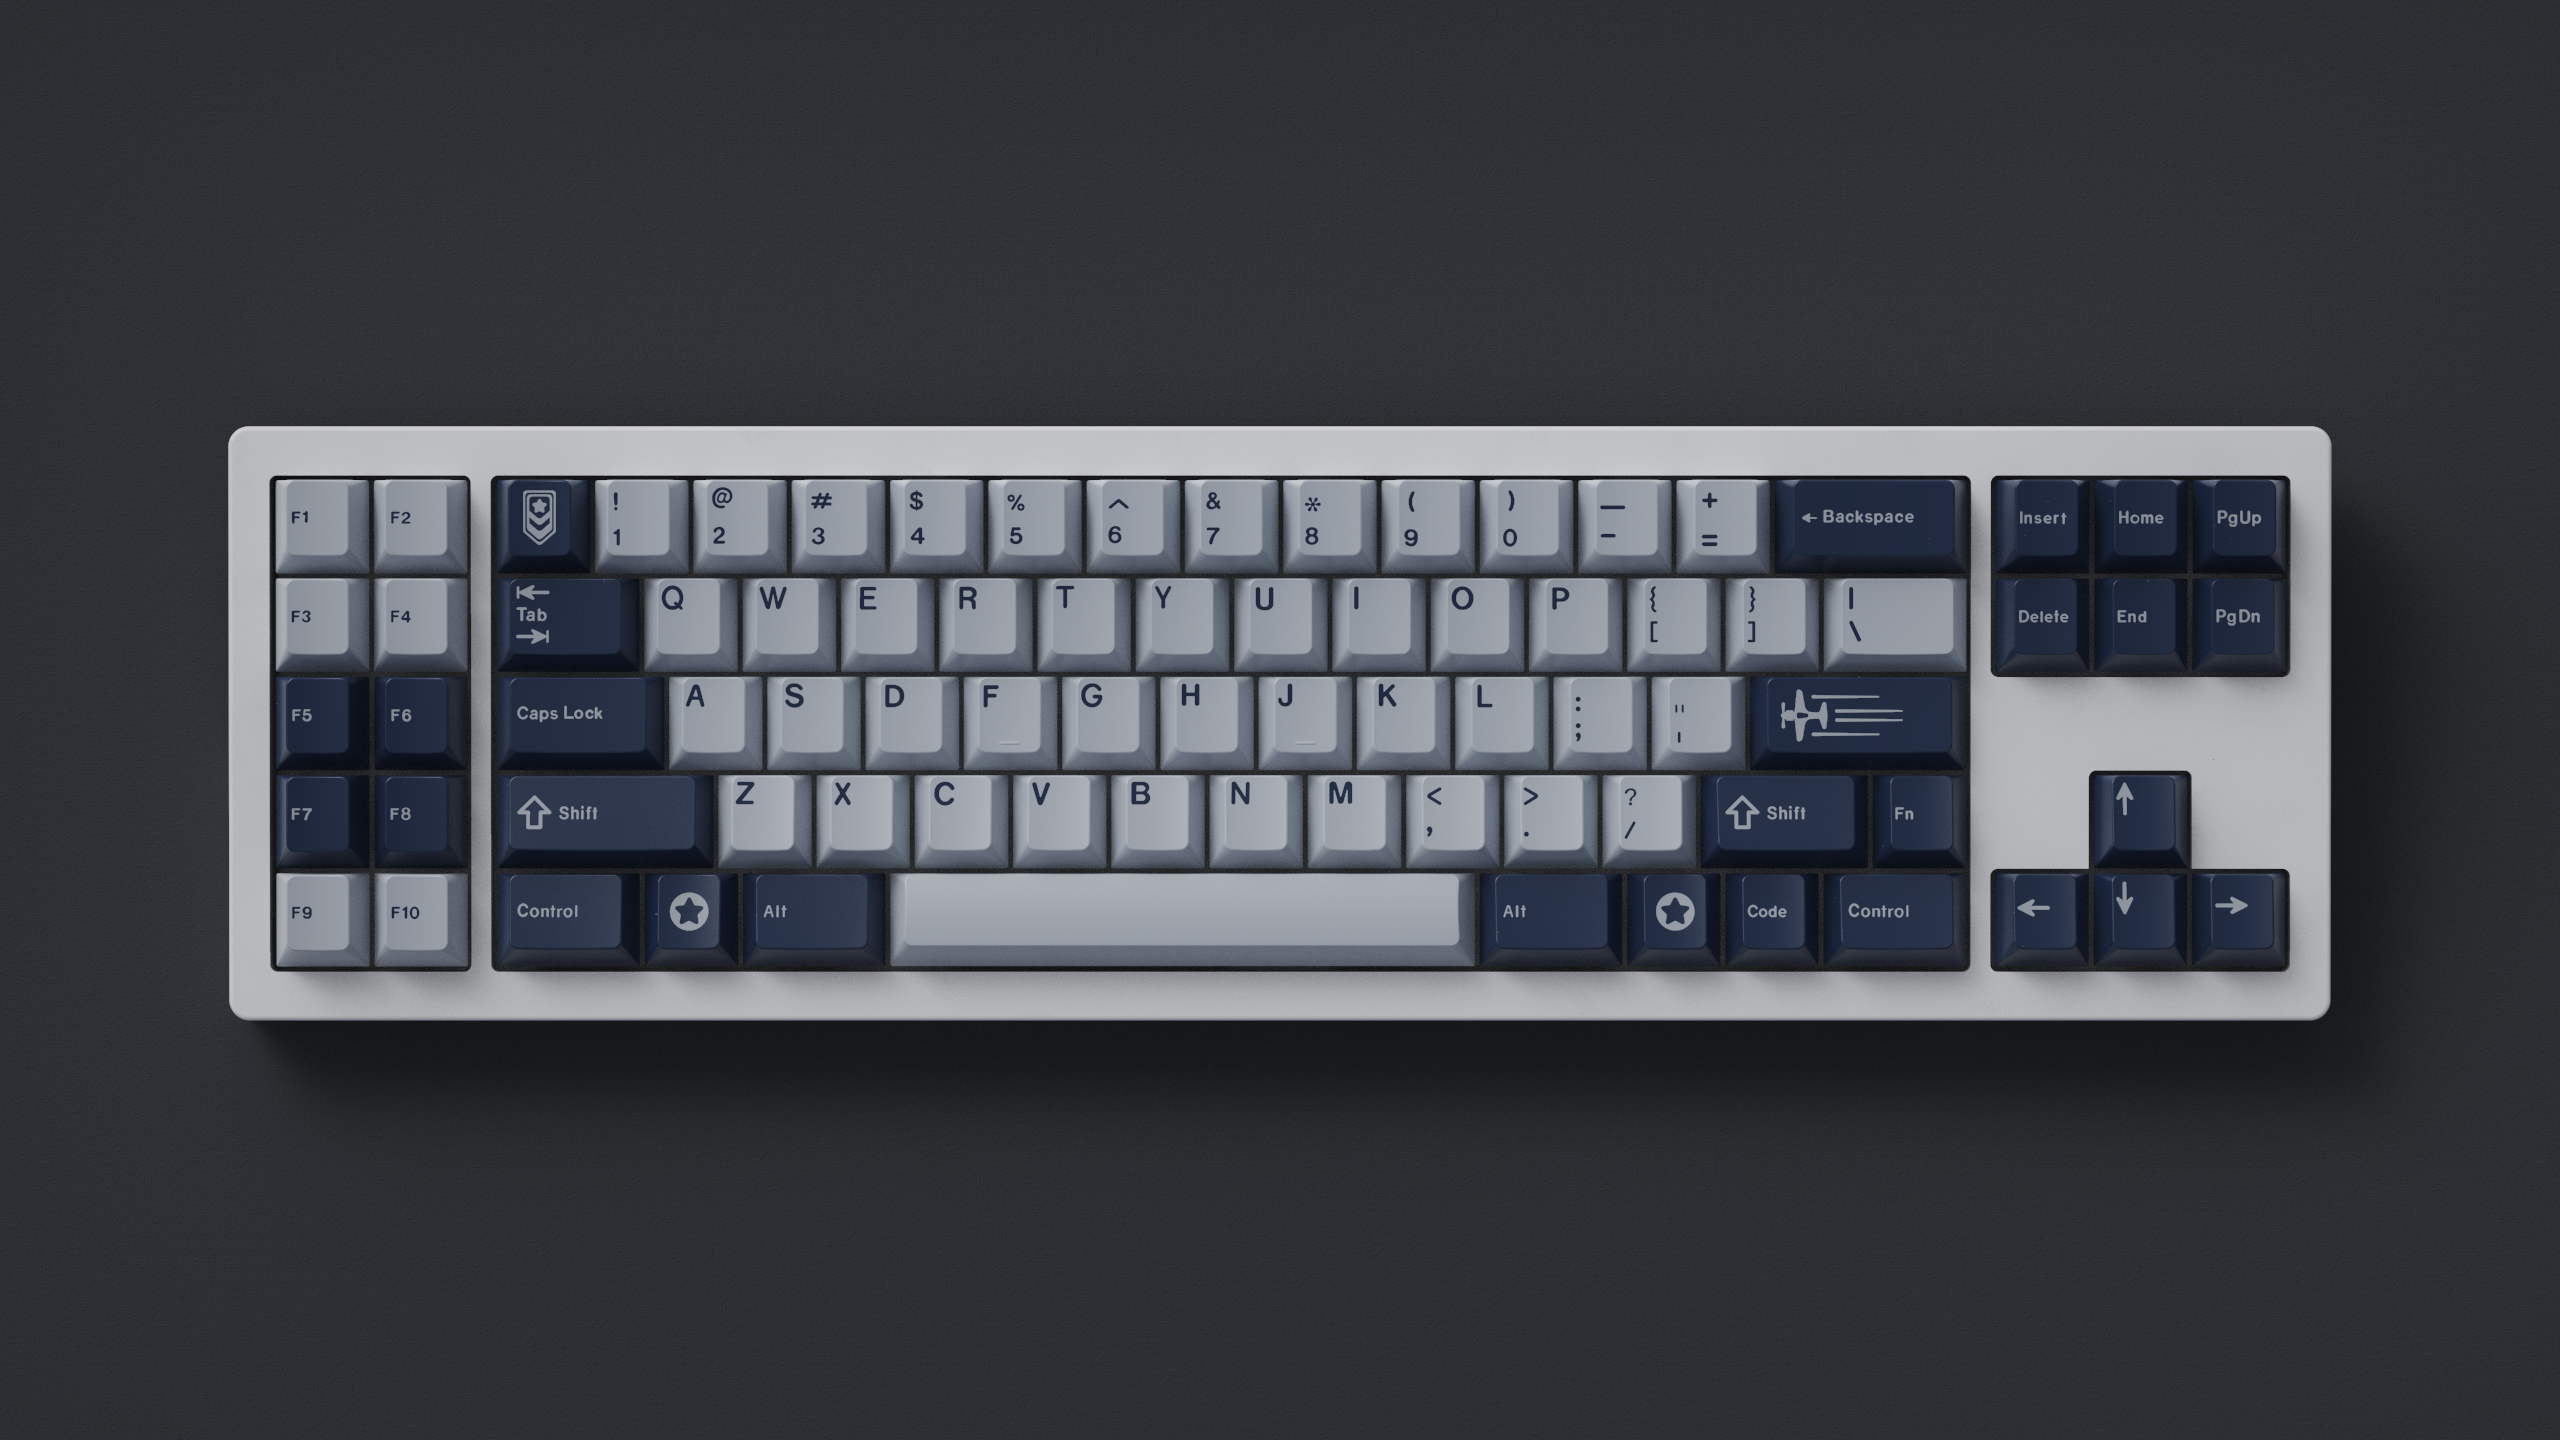 F1 F2 ! @ # $ % ^ & * ( ) — +
1 2 3 4 5 6 7 8 9 0 - = ← Backspace Insert Home PgUp
F3 F4 Tab Q W E R T Y U I O P { } |
[ ] \ Delete End PgDn
F5 F6 Caps Lock A S D F G H J K L : "
; '
F7 F8 Shift Z X C V B N M < > ? Shift Fn ↑
, . /
F9 F10 Control Alt Alt Code Control ← ↓ →